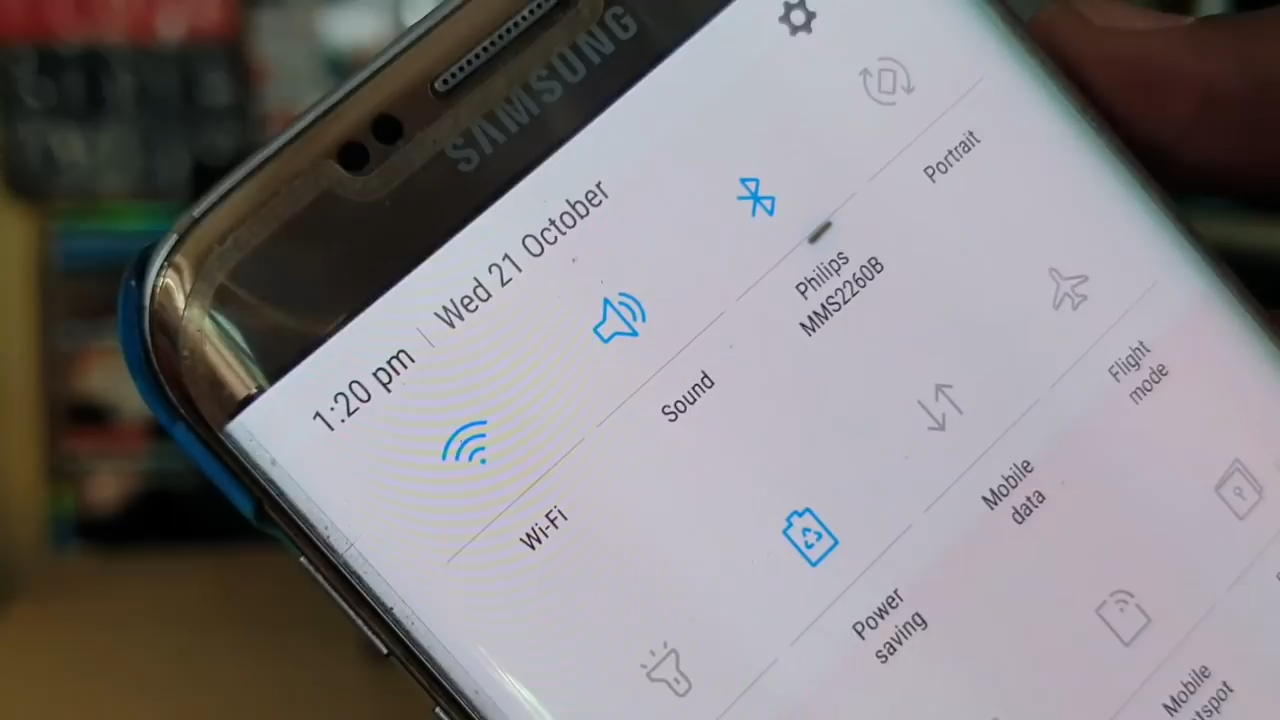 SAMSUNG
1:20 pm | Wed 21 October
Wi-Fi
Sound
Philips
MMS2260B
Portrait
Power
saving
Mobile
data
Flight
mode
Mobile